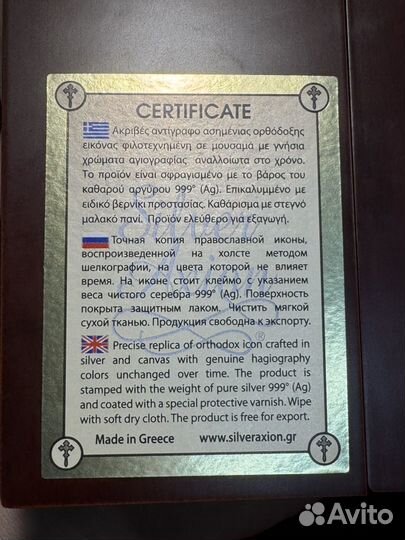 CERTIFICATE
Ακριβές αντίγραφο ασημένιας ορθόδοξης
εικόνας φιλοτεχνημένη σε μουσαμά με γνήσια
χρώματα αγιογραφίας αναλλοίωτα στο χρόνο.
Το προϊόν είναι σφραγισμένο με το βάρος του
καθαρού αργύρου 999° (Ag). Επικαλυμμένο με
ειδικό βερνίκι προστασίας. Καθάρισμα με στεγνό
μαλακό πανί. Προϊόν ελεύθερό για εξαγωγή.
Silver
Axion
®
Точная копия православной иконы,
воспроизведенной на холсте методом
шелкографии, на цвета которой не влияет
время. На иконе стоит клеймо с указанием
веса чистого серебра 999° (Ag). Поверхность
покрыта защитным лаком. Чистить мягкой
сухой тканью. Продукция свободна к экспорту.
Precise replica of orthodox icon crafted in
silver and canvas with genuine hagiography
colors unchanged over time. The product is
stamped with the weight of pure silver 999° (Ag)
and coated with a special protective varnish. Wipe
with soft dry cloth. The product is free for export.
Made in Greece www.silveraxion.gr
Avito